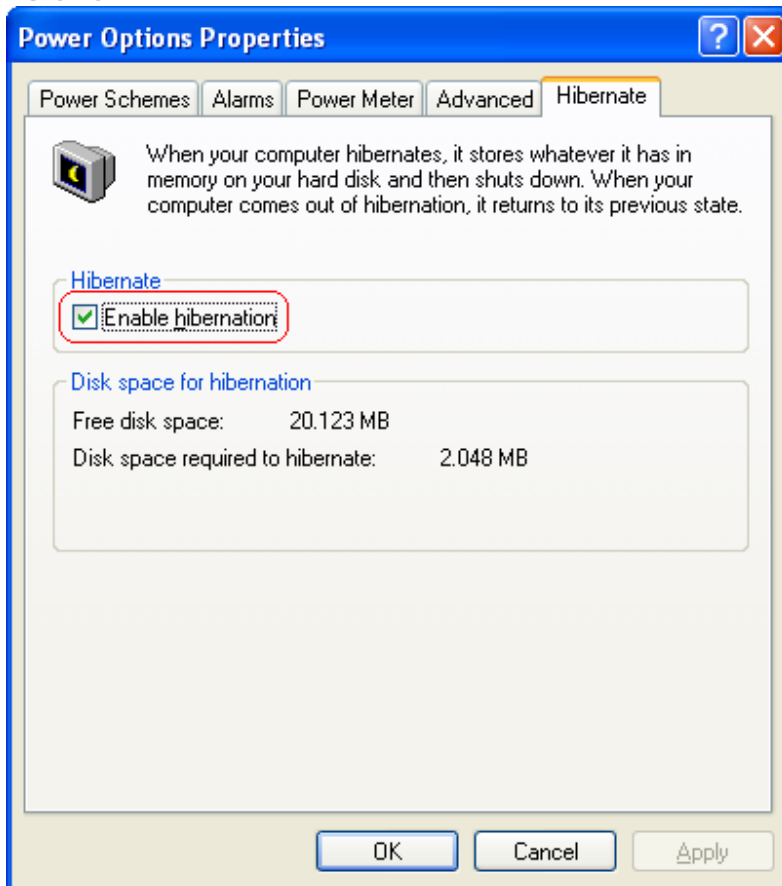 Power Options Properties
Power Schemes Alarms Power Meter Advanced Hibernate
When your computer hibernates, it stores whatever it has in
memory on your hard disk and then shuts down. When your
computer comes out of hibernation, it returns to its previous state.
Hibernate
Enable hibernation
Disk space for hibernation
Free disk space: 20.123 MB
Disk space required to hibernate: 2.048 MB
OK Cancel Apply